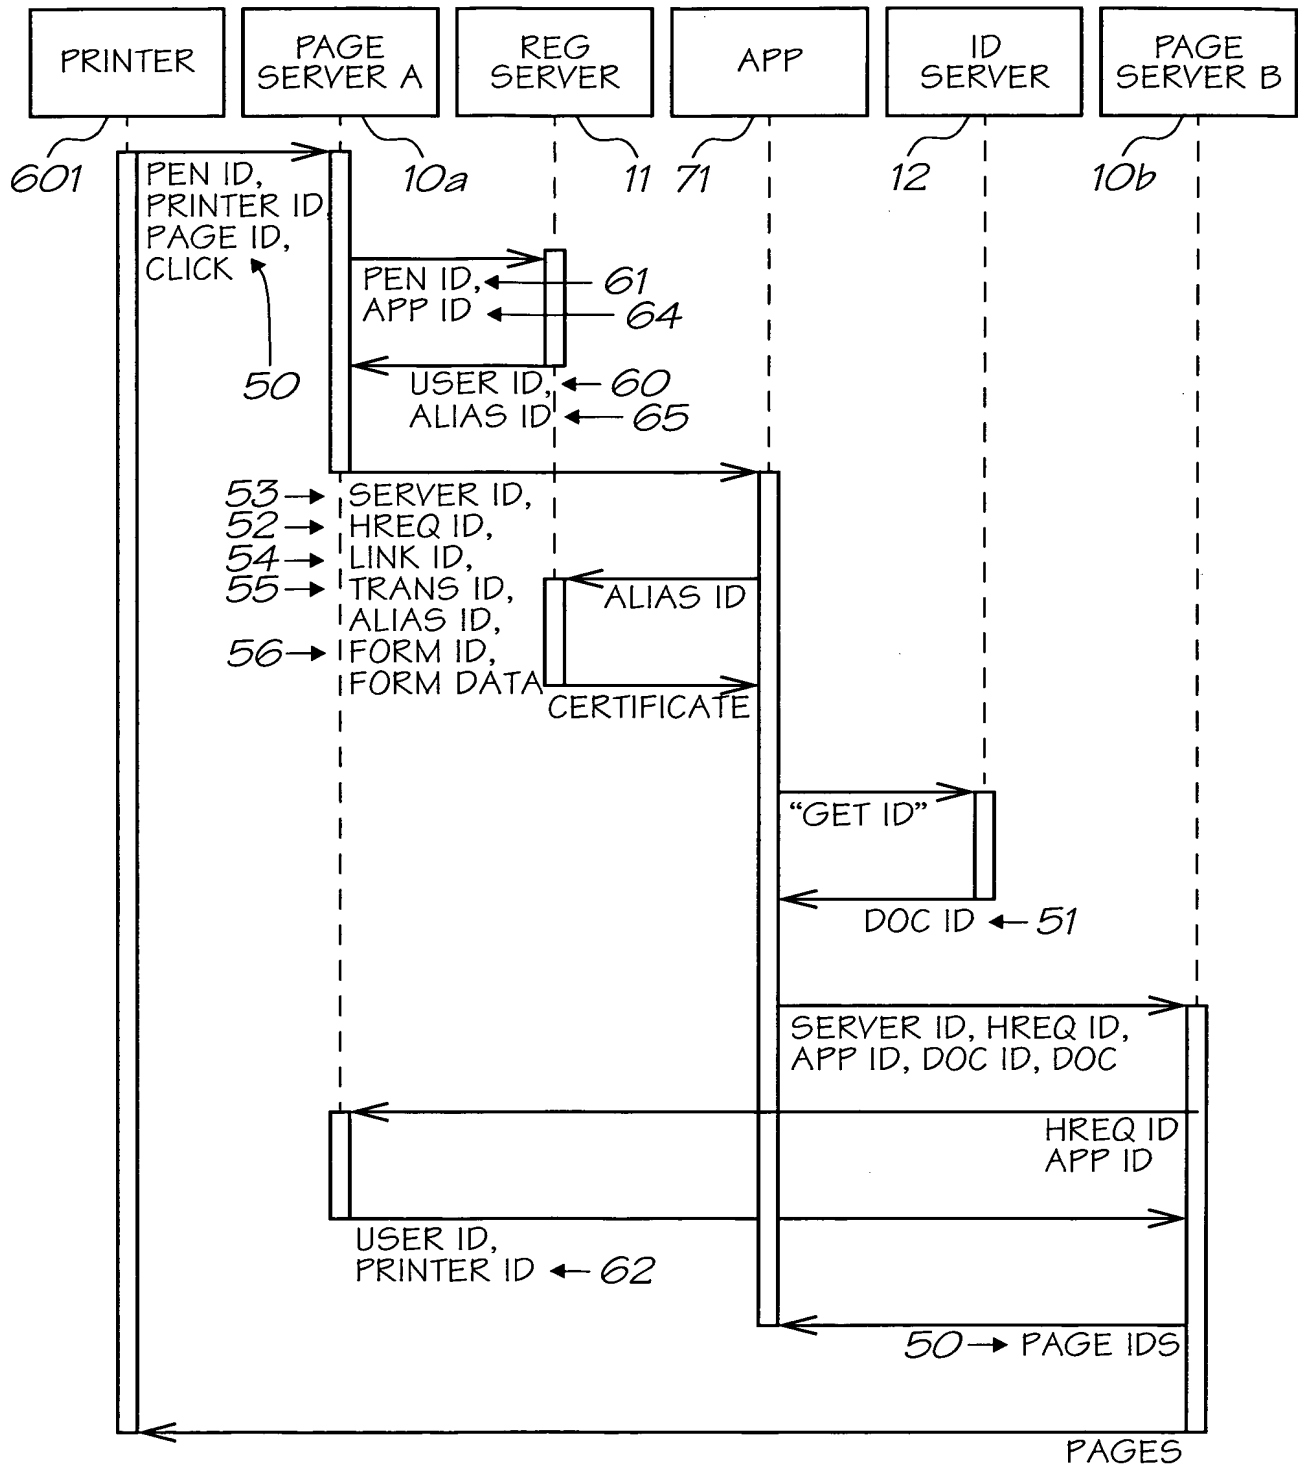 PRINTER
PAGE
SERVER A
REG
SERVER
APP
ID
SERVER
PAGE
SERVER B
601
10a
11
71
12
10b
PEN ID,
PRINTER ID
PAGE ID,
CLICK
50
PEN ID,
61
APP ID
64
USER ID,
60
ALIAS ID
65
53
SERVER ID,
52
HREQ ID,
54
LINK ID,
55
TRANS ID,
ALIAS ID,
56
FORM ID,
FORM DATA
ALIAS ID
CERTIFICATE
“GET ID”
DOC ID
51
SERVER ID, HREQ ID,
APP ID, DOC ID, DOC
HREQ ID
APP ID
USER ID,
PRINTER ID
62
50
PAGE IDS
PAGES